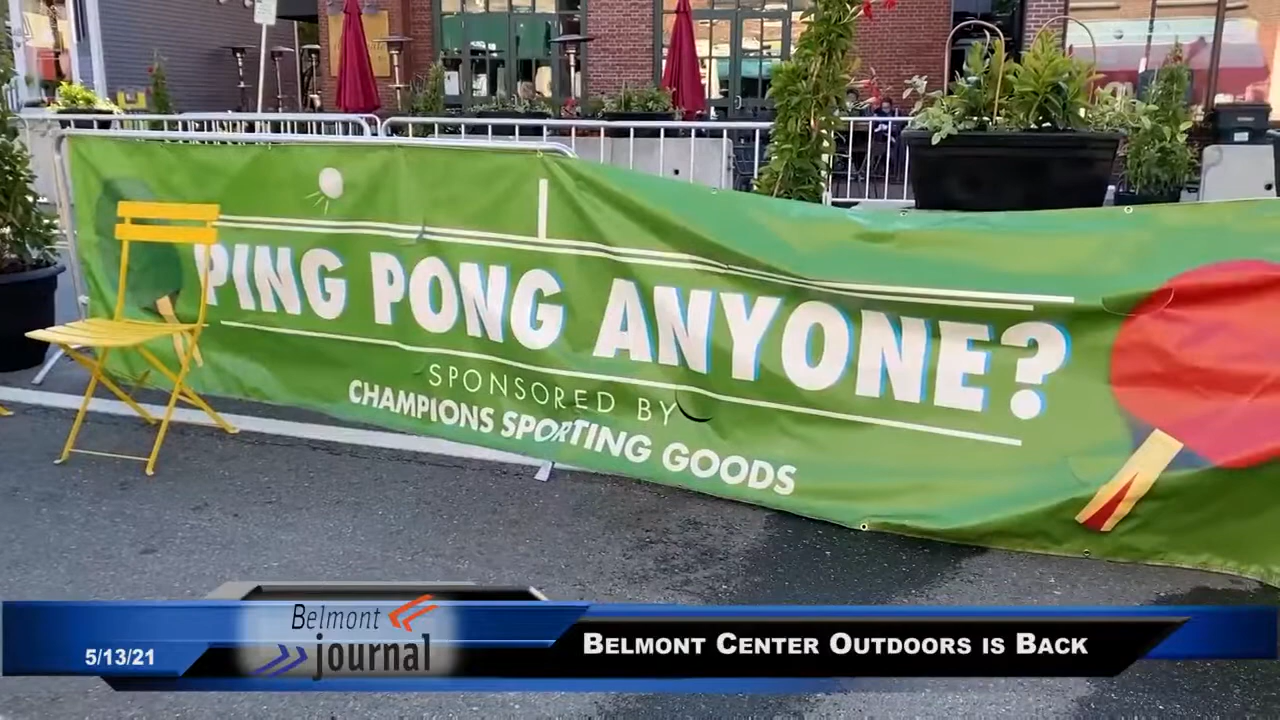 PING PONG ANYONE?
SPONSORED BY
CHAMPIONS SPORTING GOODS
Belmont
journal
5/13/21
BELMONT CENTER OUTDOORS IS BACK